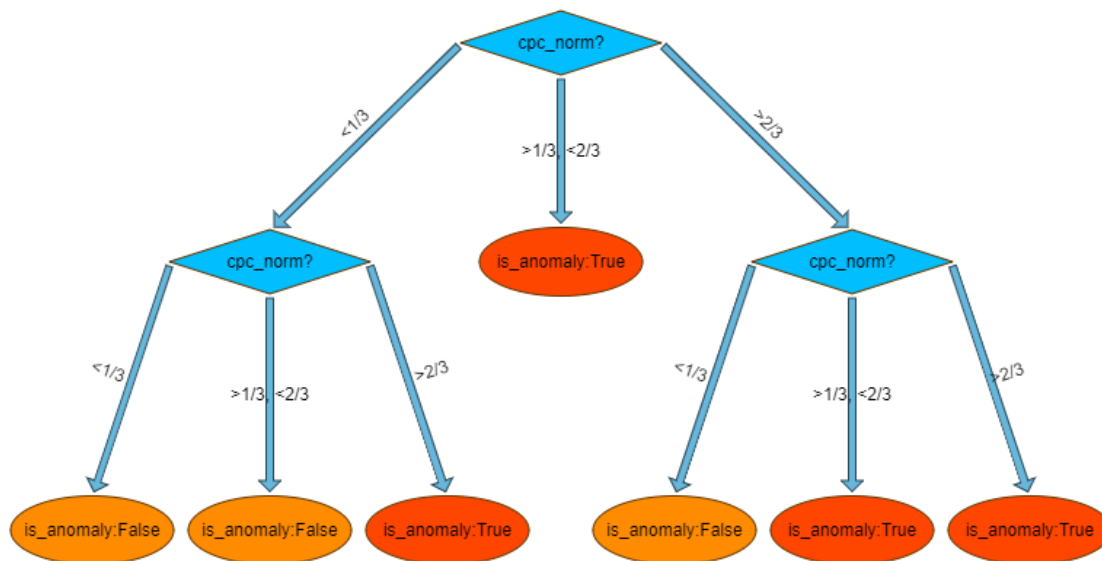 cpc_norm?
<1/3
>1/3, <2/3
>2/3
cpc_norm?
is_anomaly:True
cpc_norm?
<1/3
>1/3, <2/3
>2/3
<1/3
>1/3, <2/3
>2/3
is_anomaly:False
is_anomaly:False
is_anomaly:True
is_anomaly:False
is_anomaly:True
is_anomaly:True